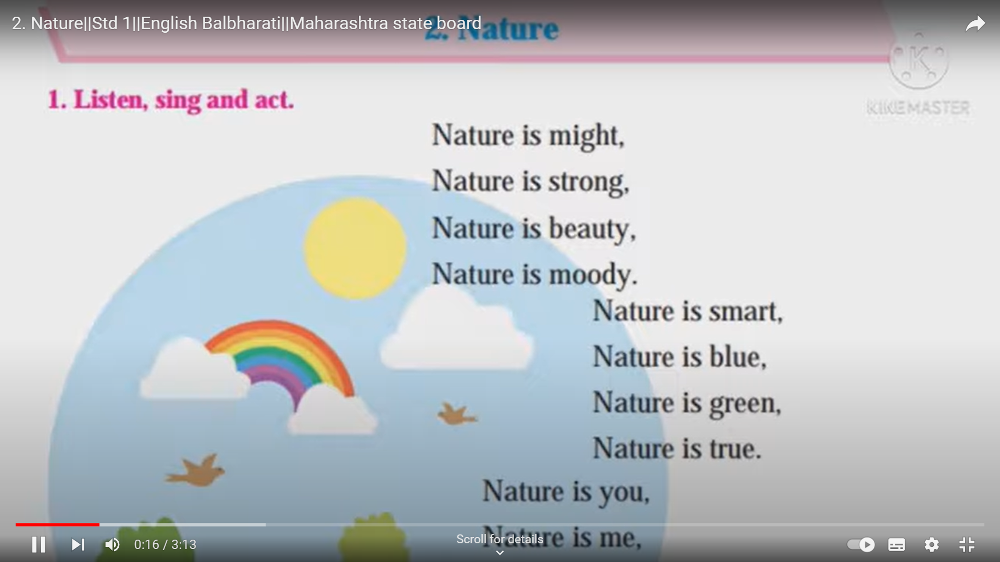 2. Nature||Std 1||English Balbharati||Maharashtra state board
2. Nature
KINEMASTER
1. Listen, sing and act.
Nature is might,
Nature is strong,
Nature is beauty,
Nature is moody.
Nature is smart,
Nature is blue,
Nature is green,
Nature is true.
Nature is you,
Nature is me,
Scroll for details
0:16 / 3:13